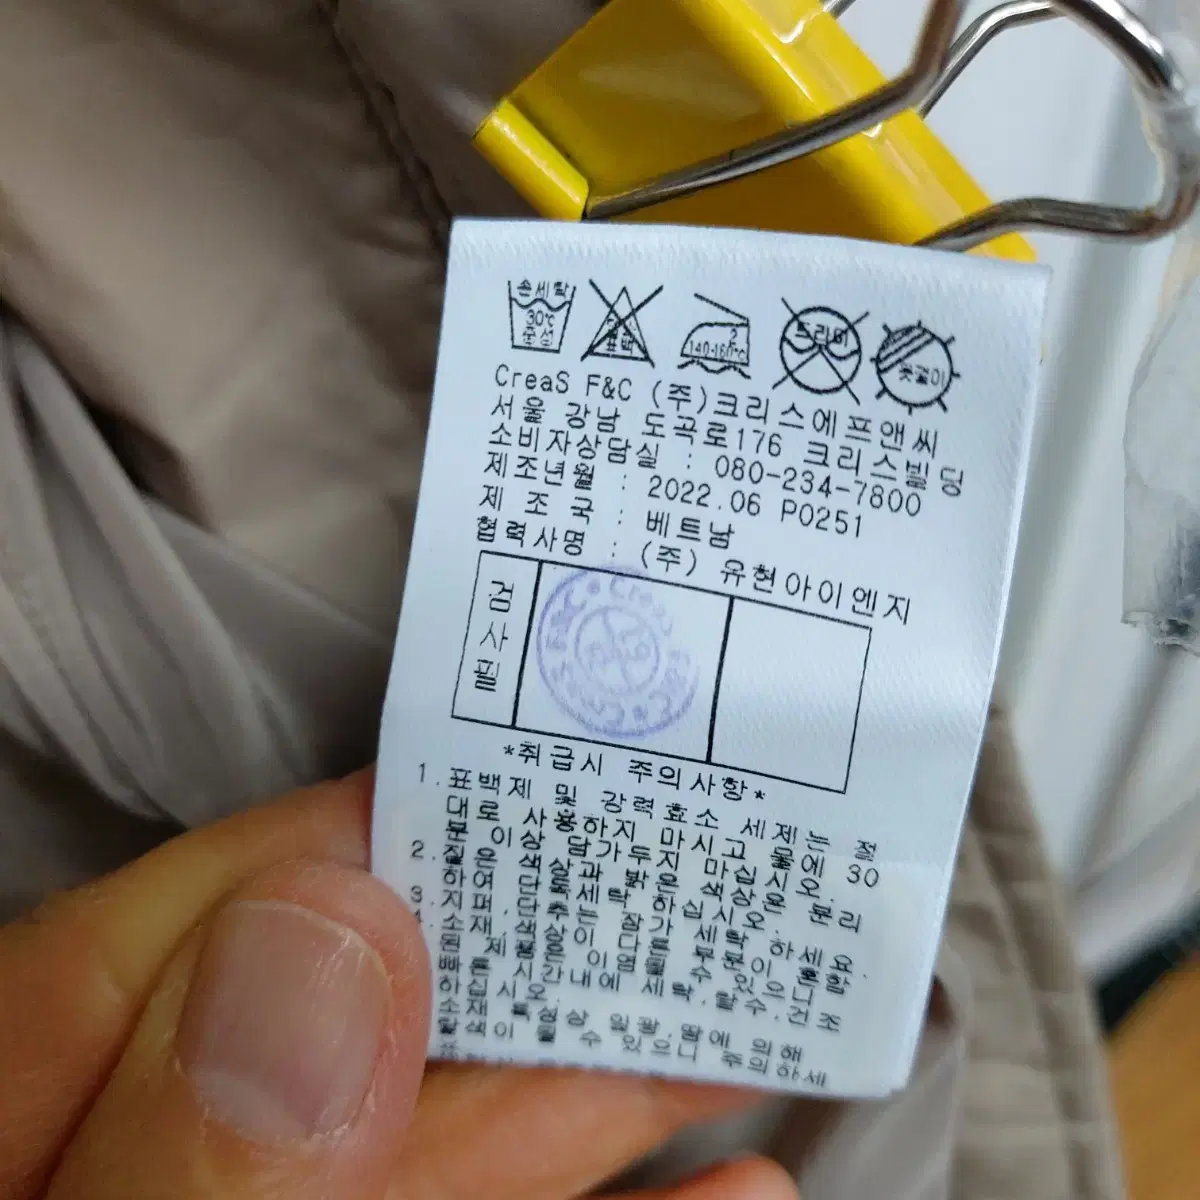 손세탁
30℃
중성
표백
2
140-160℃
드라이
옷걸이
CreaS F&C (주)크리스에프앤씨
서울 강남 도곡로176 크리스빌딩
소비자상담실 : 080-234-7800
제조년월 : 2022.06 P0251
제 조 국 : 베트남
협력사명 : (주) 유현아이엔지
검사필
*취급시 주의사항*
1.표백제 및 강력효소 세제는 절
대로 사용하지 마시고 물에 30
분 이상 담가두지 마십시오.
2.짙은 색상과 밝은 색상은 분리
하여 단독세탁 하십시오.
3.지퍼,단추는 잠가 세탁 하세요.
4.소재,색상이 다른 부분이 혼합
된 제품은 이염될 수 있으니
빠른 시간내에 세탁.탈수.건조
하십시오.
소재 특성상 일광,땀에 의해
탈색이 될 수 있으니 주의하세